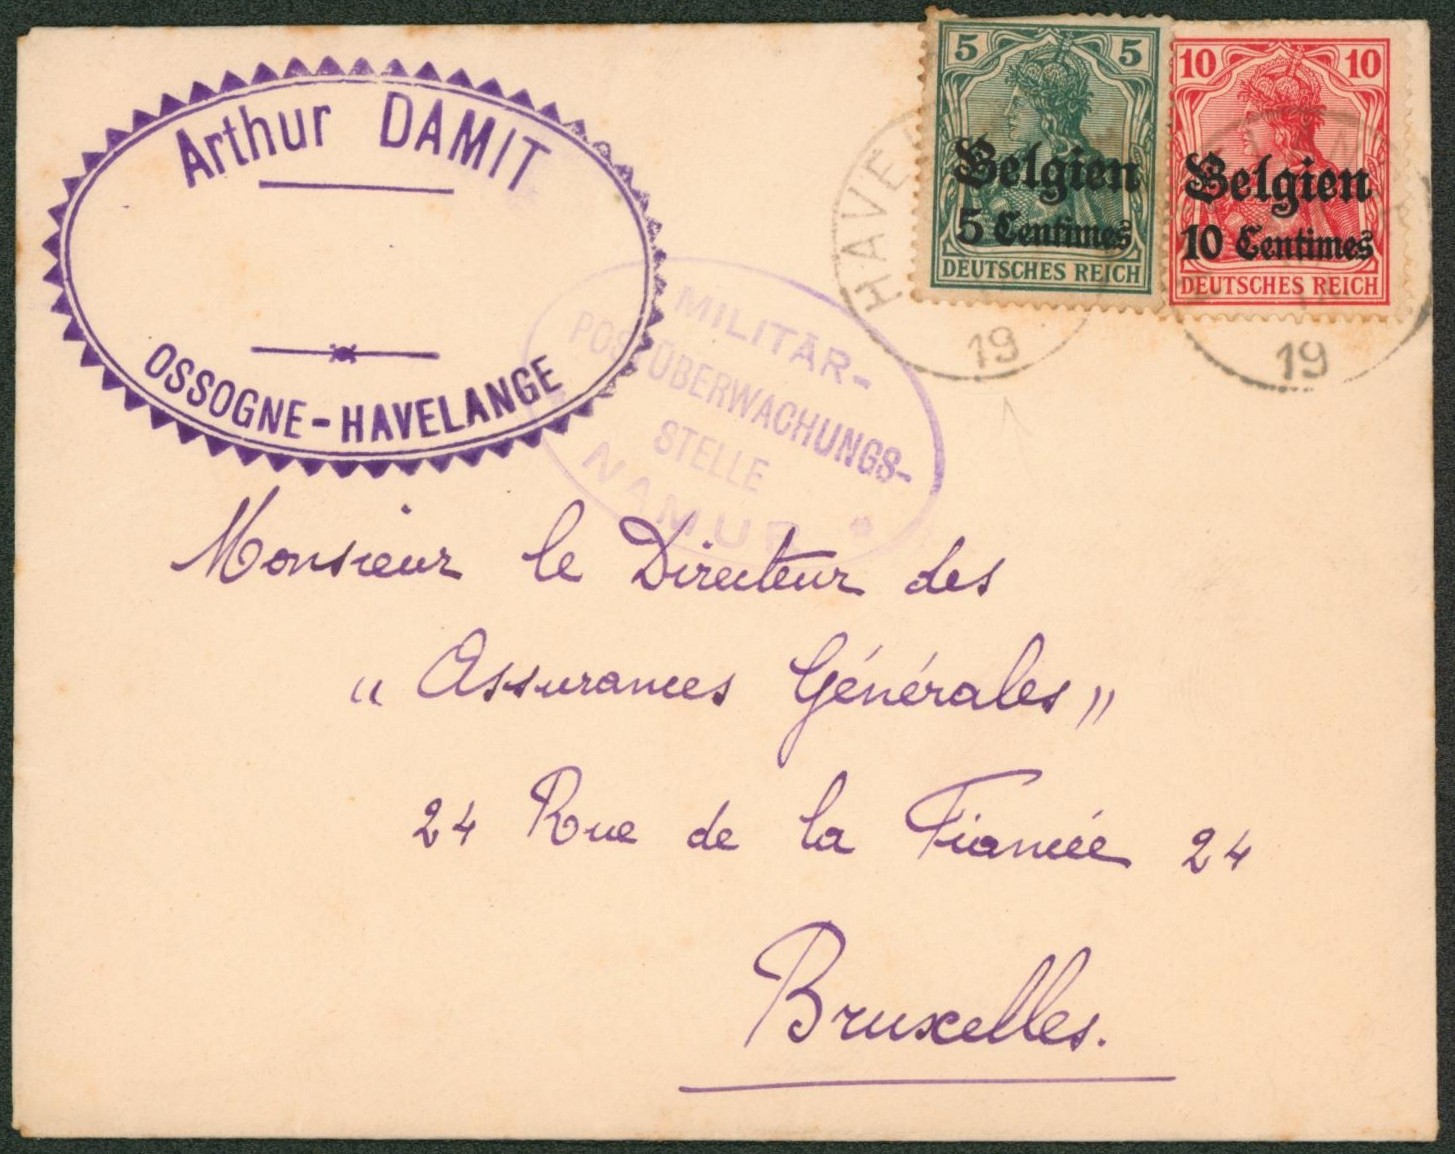 Arthur DAMIT
OSSOGNE-HAVELANGE
5 5
Belgien
5 Centimes
DEUTSCHES REICH
10 10
Belgien
10 Centimes
DEUTSCHES REICH
19
19
MILITÄR-
POSTÜBERWACHUNGS-
STELLE
NAMUR
Monsieur le Directeur des
„ Assurances Générales „
24 Rue de la Fiancée 24
Bruxelles.